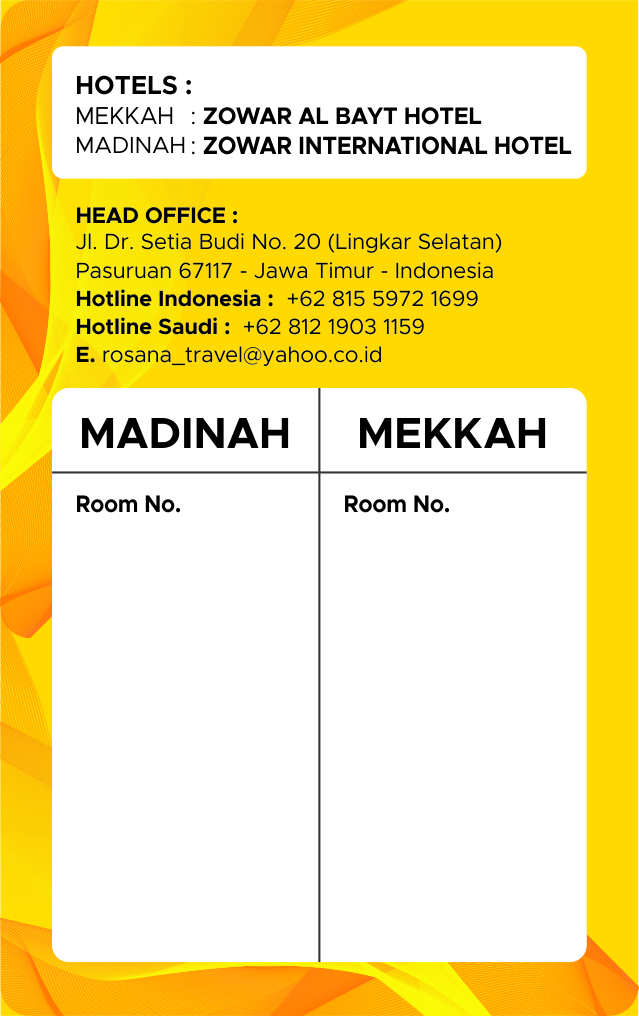 HOTELS :
MEKKAH : ZOWAR AL BAYT HOTEL
MADINAH : ZOWAR INTERNATIONAL HOTEL
HEAD OFFICE :
Jl. Dr. Setia Budi No. 20 (Lingkar Selatan)
Pasuruan 67117 - Jawa Timur - Indonesia
Hotline Indonesia : +62 815 5972 1699
Hotline Saudi : +62 812 1903 1159
E. rosana_travel@yahoo.co.id
MADINAH MEKKAH
Room No. Room No.